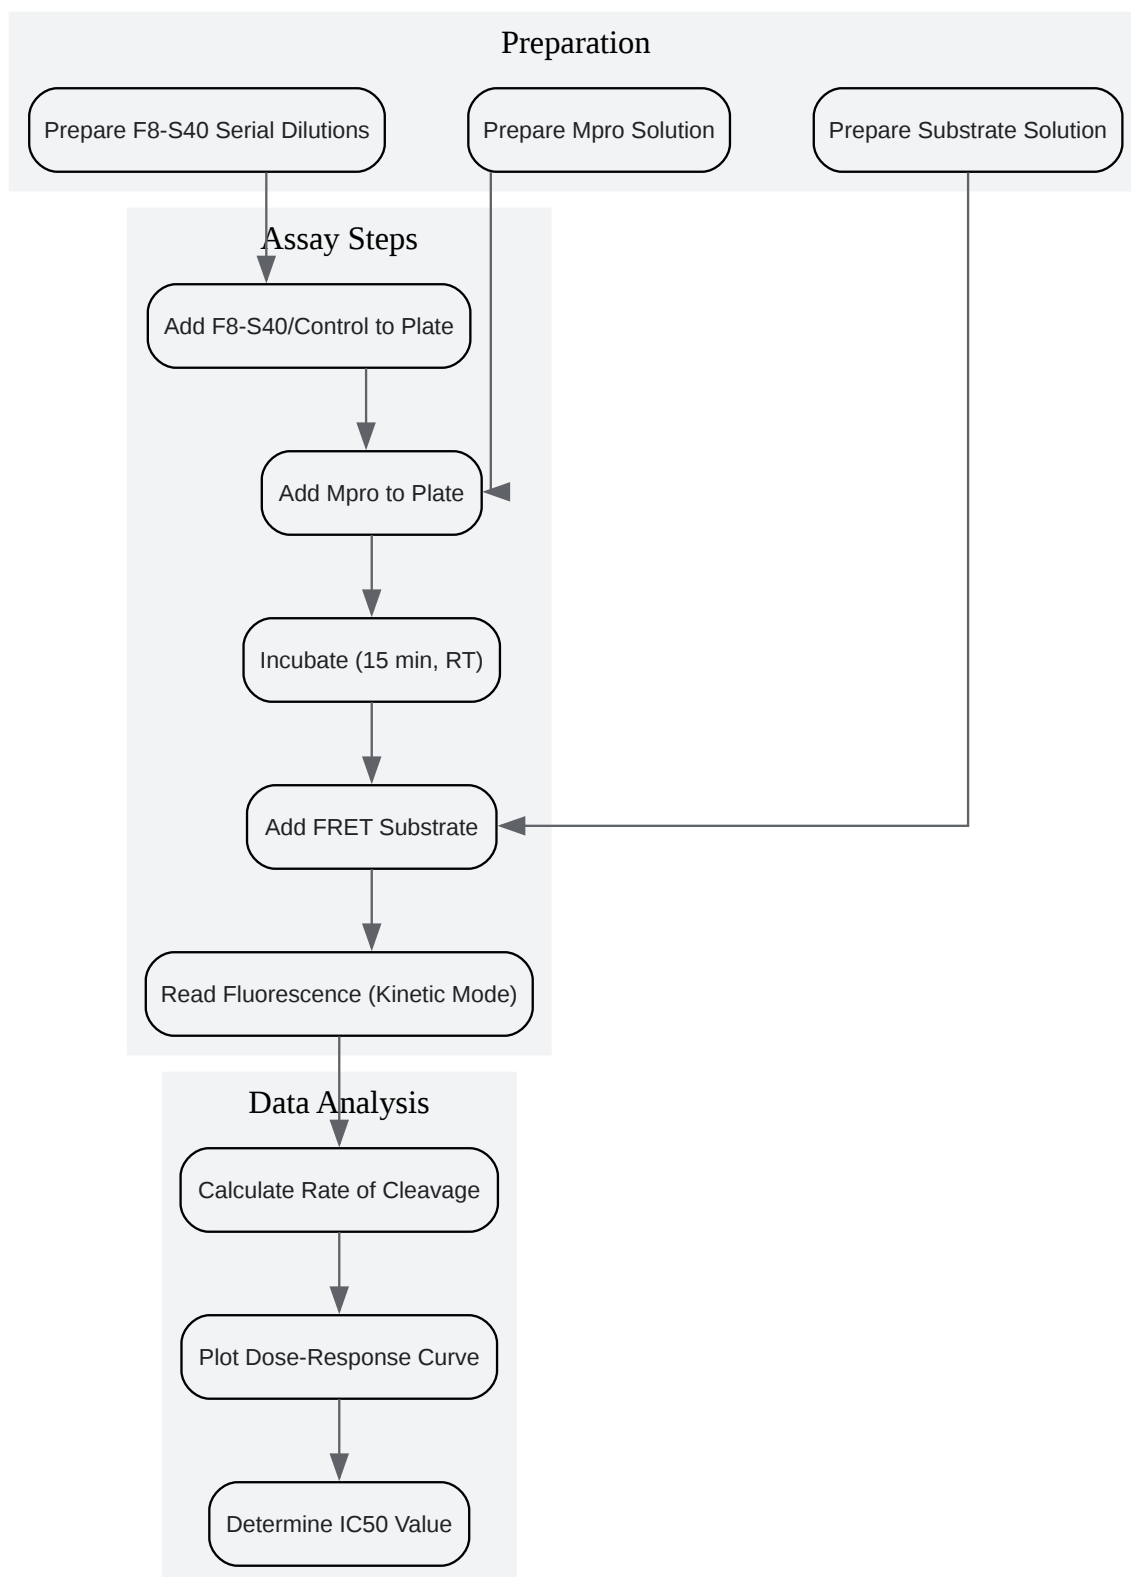 Preparation
Prepare F8-S40 Serial Dilutions
Prepare Mpro Solution
Prepare Substrate Solution
Assay Steps
Add F8-S40/Control to Plate
Add Mpro to Plate
Incubate (15 min, RT)
Add FRET Substrate
Read Fluorescence (Kinetic Mode)
Data Analysis
Calculate Rate of Cleavage
Plot Dose-Response Curve
Determine IC50 Value